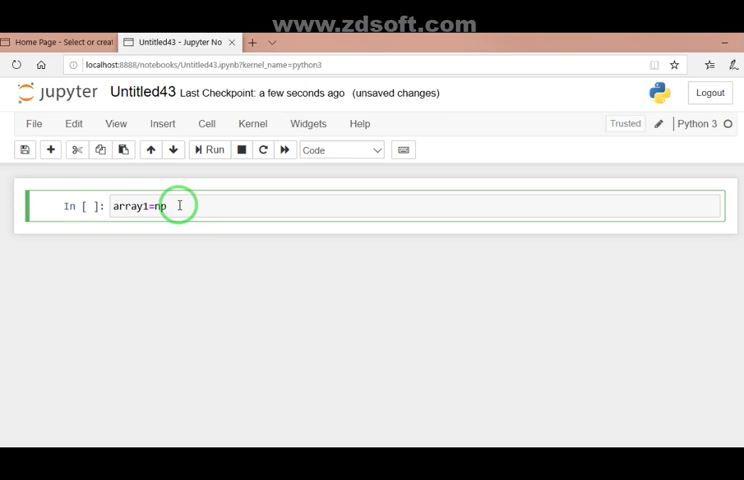 www.zdsoft.com
Home Page - Select or creat
Untitled43 - Jupyter No
localhost:8888/notebooks/Untitled43.ipynb?kernel_name=python3
jupyter Untitled43 Last Checkpoint: a few seconds ago (unsaved changes) Logout
File Edit View Insert Cell Kernel Widgets Help Trusted Python 3
Run Code
In [ ]: array1=np